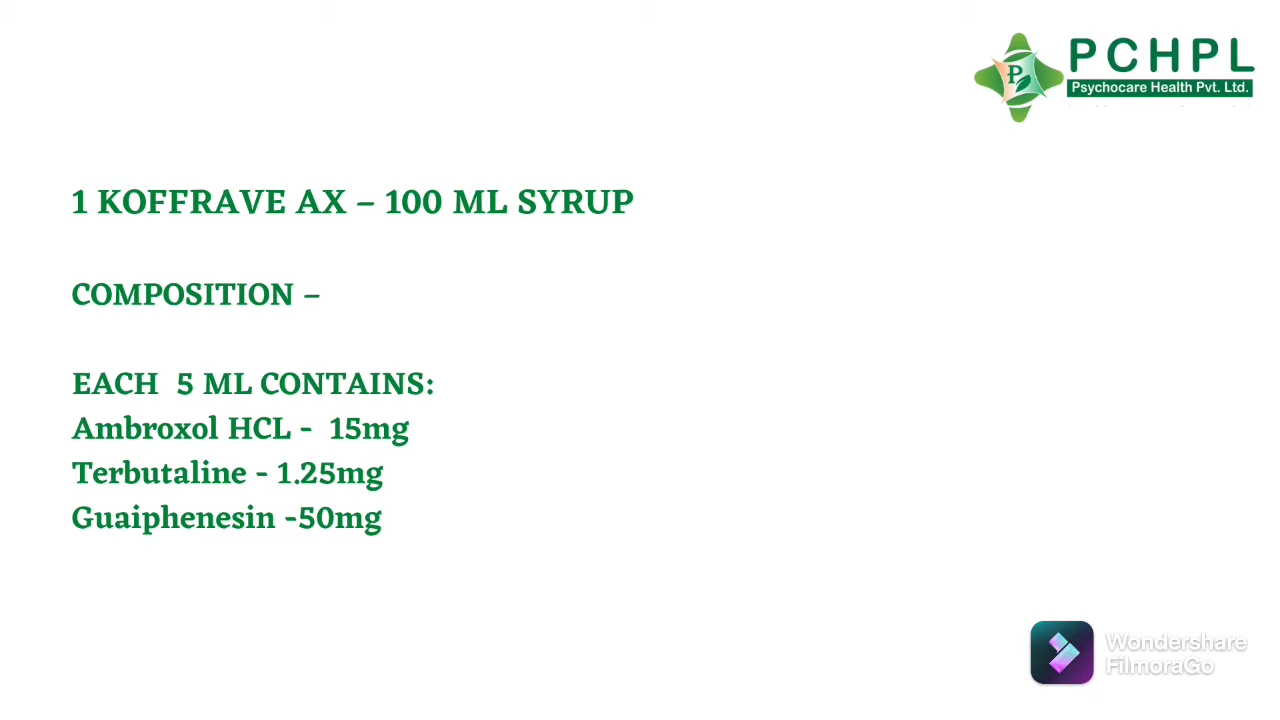 PCHPL
P
Psychocare Health Pvt. Ltd.
1 KOFFRAVE AX – 100 ML SYRUP
COMPOSITION –
EACH 5 ML CONTAINS:
Ambroxol HCL - 15mg
Terbutaline - 1.25mg
Guaiphenesin -50mg
Wondershare
FilmoraGo